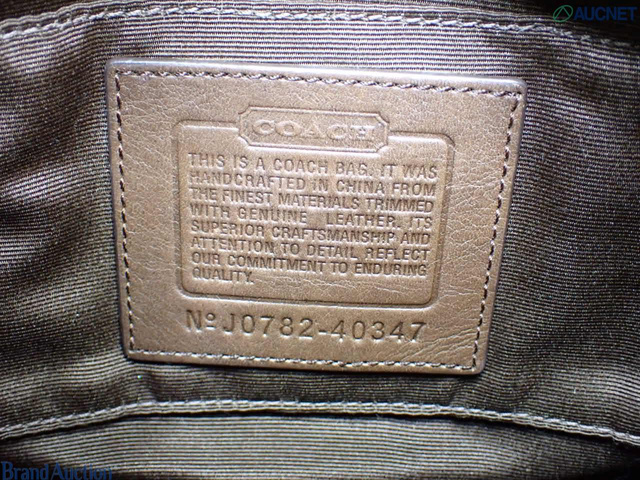 AUCNET
COACH
THIS IS A COACH BAG. IT WAS
HANDCRAFTED IN CHINA FROM
THE FINEST MATERIALS TRIMMED
WITH GENUINE LEATHER. ITS
SUPERIOR CRAFTSMANSHIP AND
ATTENTION TO DETAIL REFLECT
OUR COMMITMENT TO ENDURING
QUALITY.
Nº J0782-40347
Brand Auction